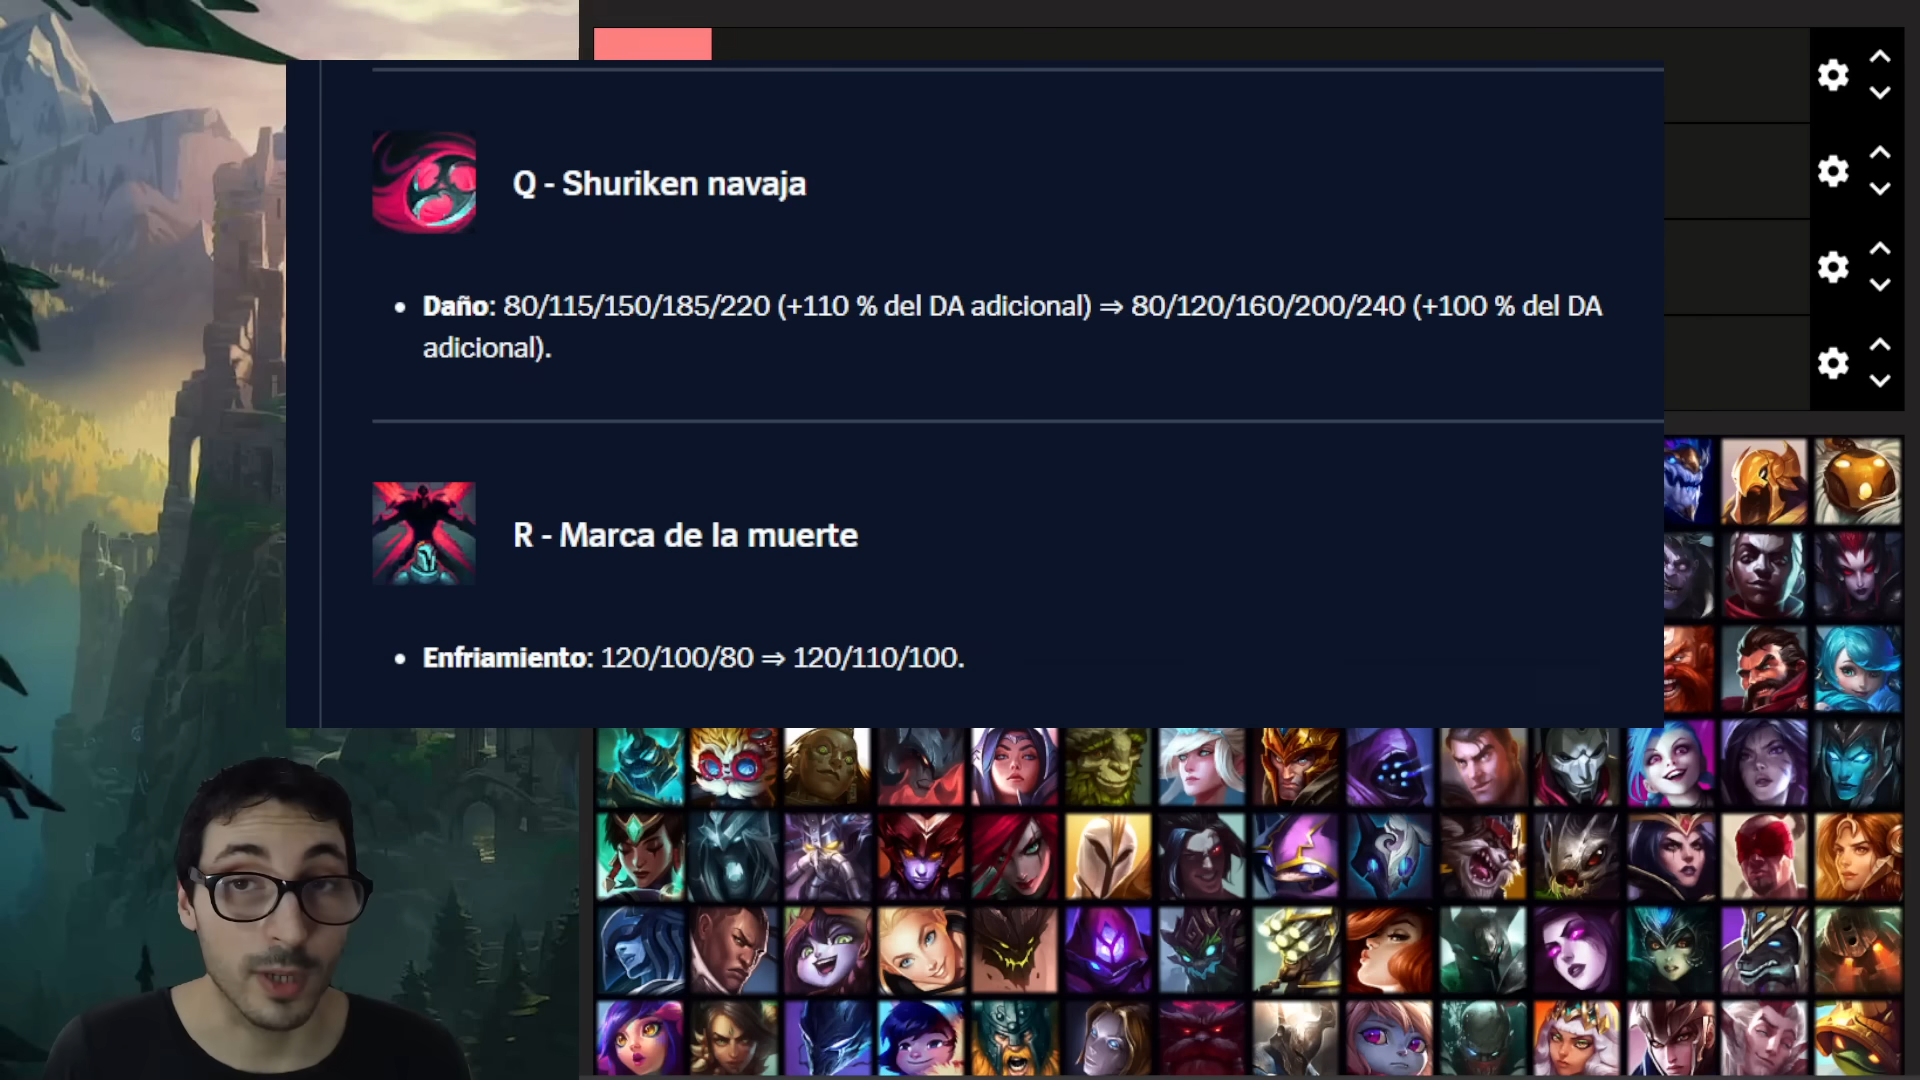 Q - Shuriken navaja
• Daño: 80/115/150/185/220 (+110 % del DA adicional) ⇒ 80/120/160/200/240 (+100 % del DA
adicional).
R - Marca de la muerte
• Enfriamiento: 120/100/80 ⇒ 120/110/100.